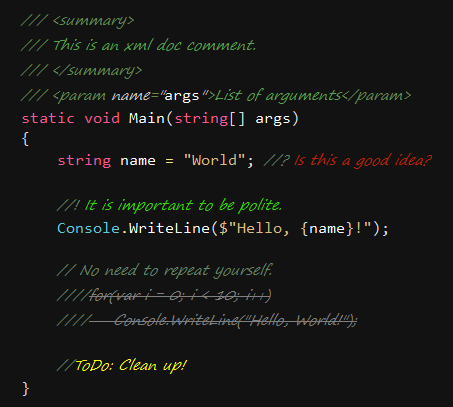 //// <summary>
//// This is an xml doc comment.
//// </summary>
//// <param name="args">List of arguments</param>
static void Main(string[] args)
{
    string name = "World"; //? Is this a good idea?

    //! It is important to be polite.
    Console.WriteLine($"Hello, {name}!");

    // No need to repeat yourself.
    /////for(var i = 0; i < 10; i++)
    /////    Console.WriteLine("Hello, World!");

    //ToDo: Clean up!
}